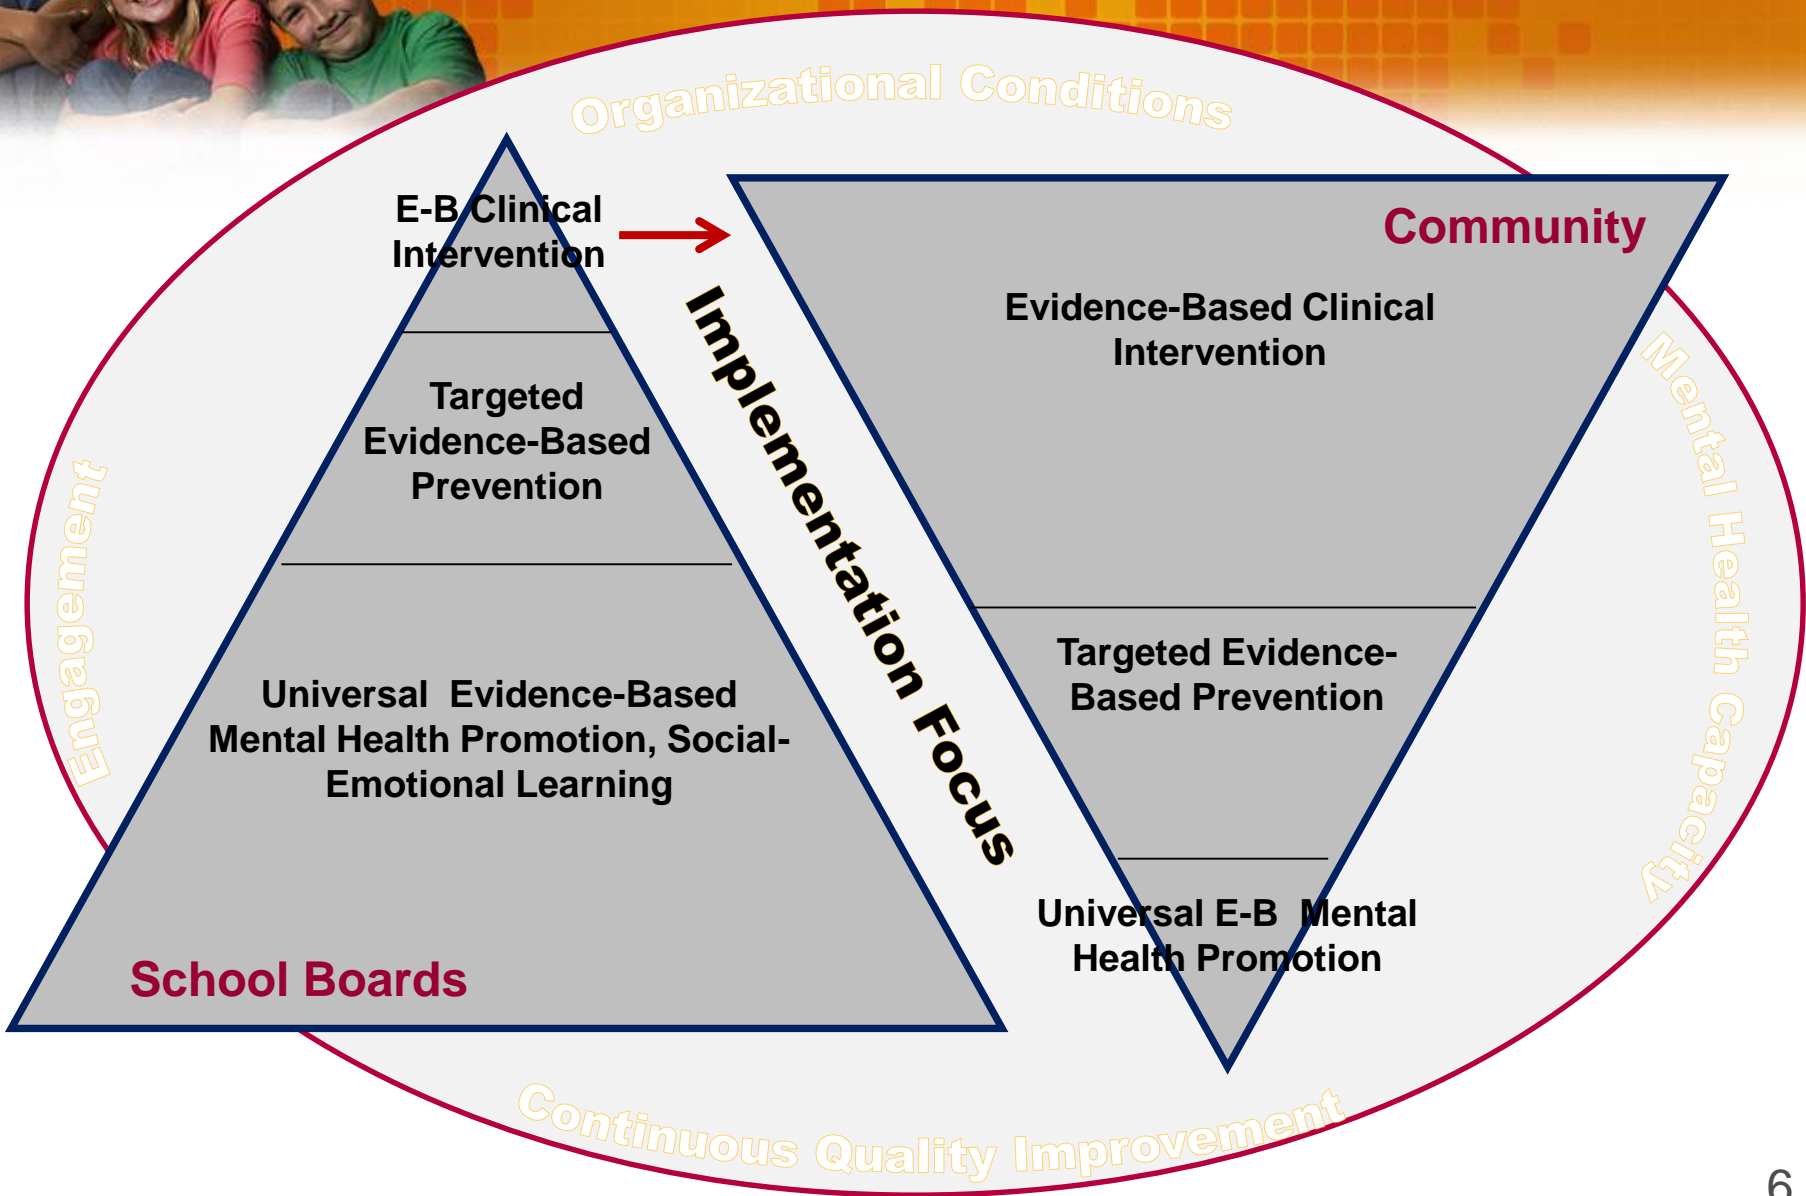 Organizational Conditions
E-B Clinical
Intervention
Targeted
Evidence-Based
Prevention
Universal  Evidence-Based
Mental Health Promotion, Social-
Emotional Learning
School Boards
Implementation Focus
Community
Evidence-Based Clinical
Intervention
Targeted Evidence-
Based Prevention
Universal E-B  Mental
Health Promotion
Engagement
Mental Health Capacity
Continuous Quality Improvement
6